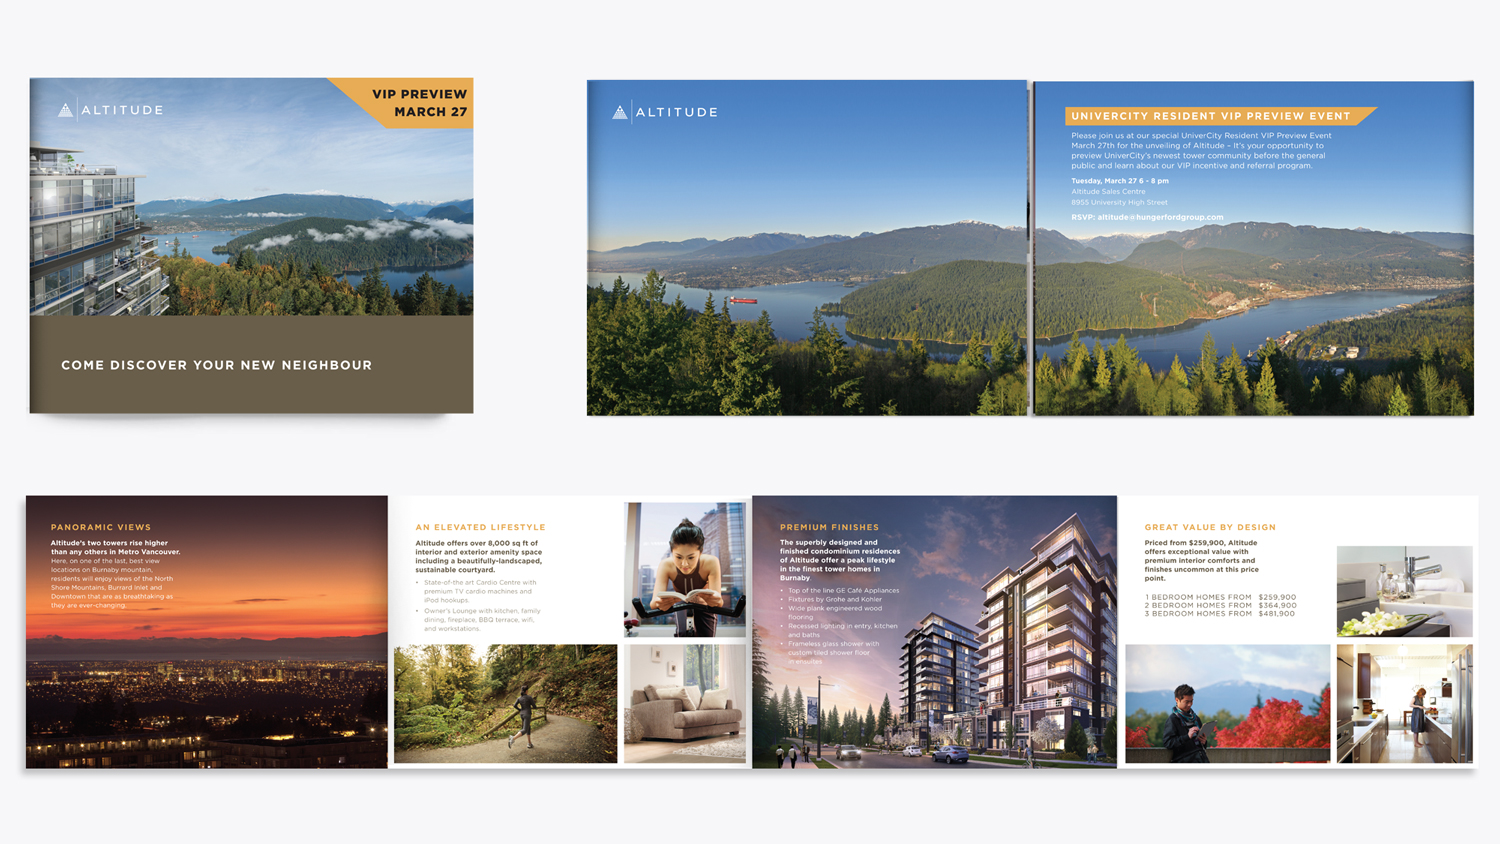 ALTITUDE
VIP PREVIEW
MARCH 27
COME DISCOVER YOUR NEW NEIGHBOUR
ALTITUDE
UNIVERCITY RESIDENT VIP PREVIEW EVENT
Please join us at our special UniverCity Resident VIP Preview Event
March 27th for the unveiling of Altitude – It's your opportunity to
preview UniverCity's newest tower community before the general
public and learn about our VIP incentive and referral program.
Tuesday, March 27 6 - 8 pm
Altitude Sales Centre
8955 University High Street
RSVP: altitude@hungerfordgroup.com
PANORAMIC VIEWS
Altitude's two towers rise higher
than any others in Metro Vancouver.
Here, on one of the last, best view
locations on Burnaby mountain,
residents will enjoy views of the North
Shore Mountains, Burrard Inlet and
Downtown that are as breathtaking as
they are ever-changing.
AN ELEVATED LIFESTYLE
Altitude offers over 8,000 sq ft of
interior and exterior amenity space
including a beautifully-landscaped,
sustainable courtyard.
• State-of-the art Cardio Centre with
premium TV cardio machines and
iPod hookups.
• Owner's Lounge with kitchen, family
dining, fireplace, BBQ terrace, wifi,
and workstations.
PREMIUM FINISHES
The superbly designed and
finished condominium residences
of Altitude offer a peak lifestyle
in the finest tower homes in
Burnaby
• Top of the line GE Café Appliances
• Fixtures by Grohe and Kohler
• Wide plank engineered wood
flooring
• Recessed lighting in entry, kitchen
and baths
• Frameless glass shower with
custom tiled shower floor
in ensuites
GREAT VALUE BY DESIGN
Priced from $259,900, Altitude
offers exceptional value with
premium interior comforts and
finishes uncommon at this price
point.
1 BEDROOM HOMES FROM $259,900
2 BEDROOM HOMES FROM $364,900
3 BEDROOM HOMES FROM $481,900